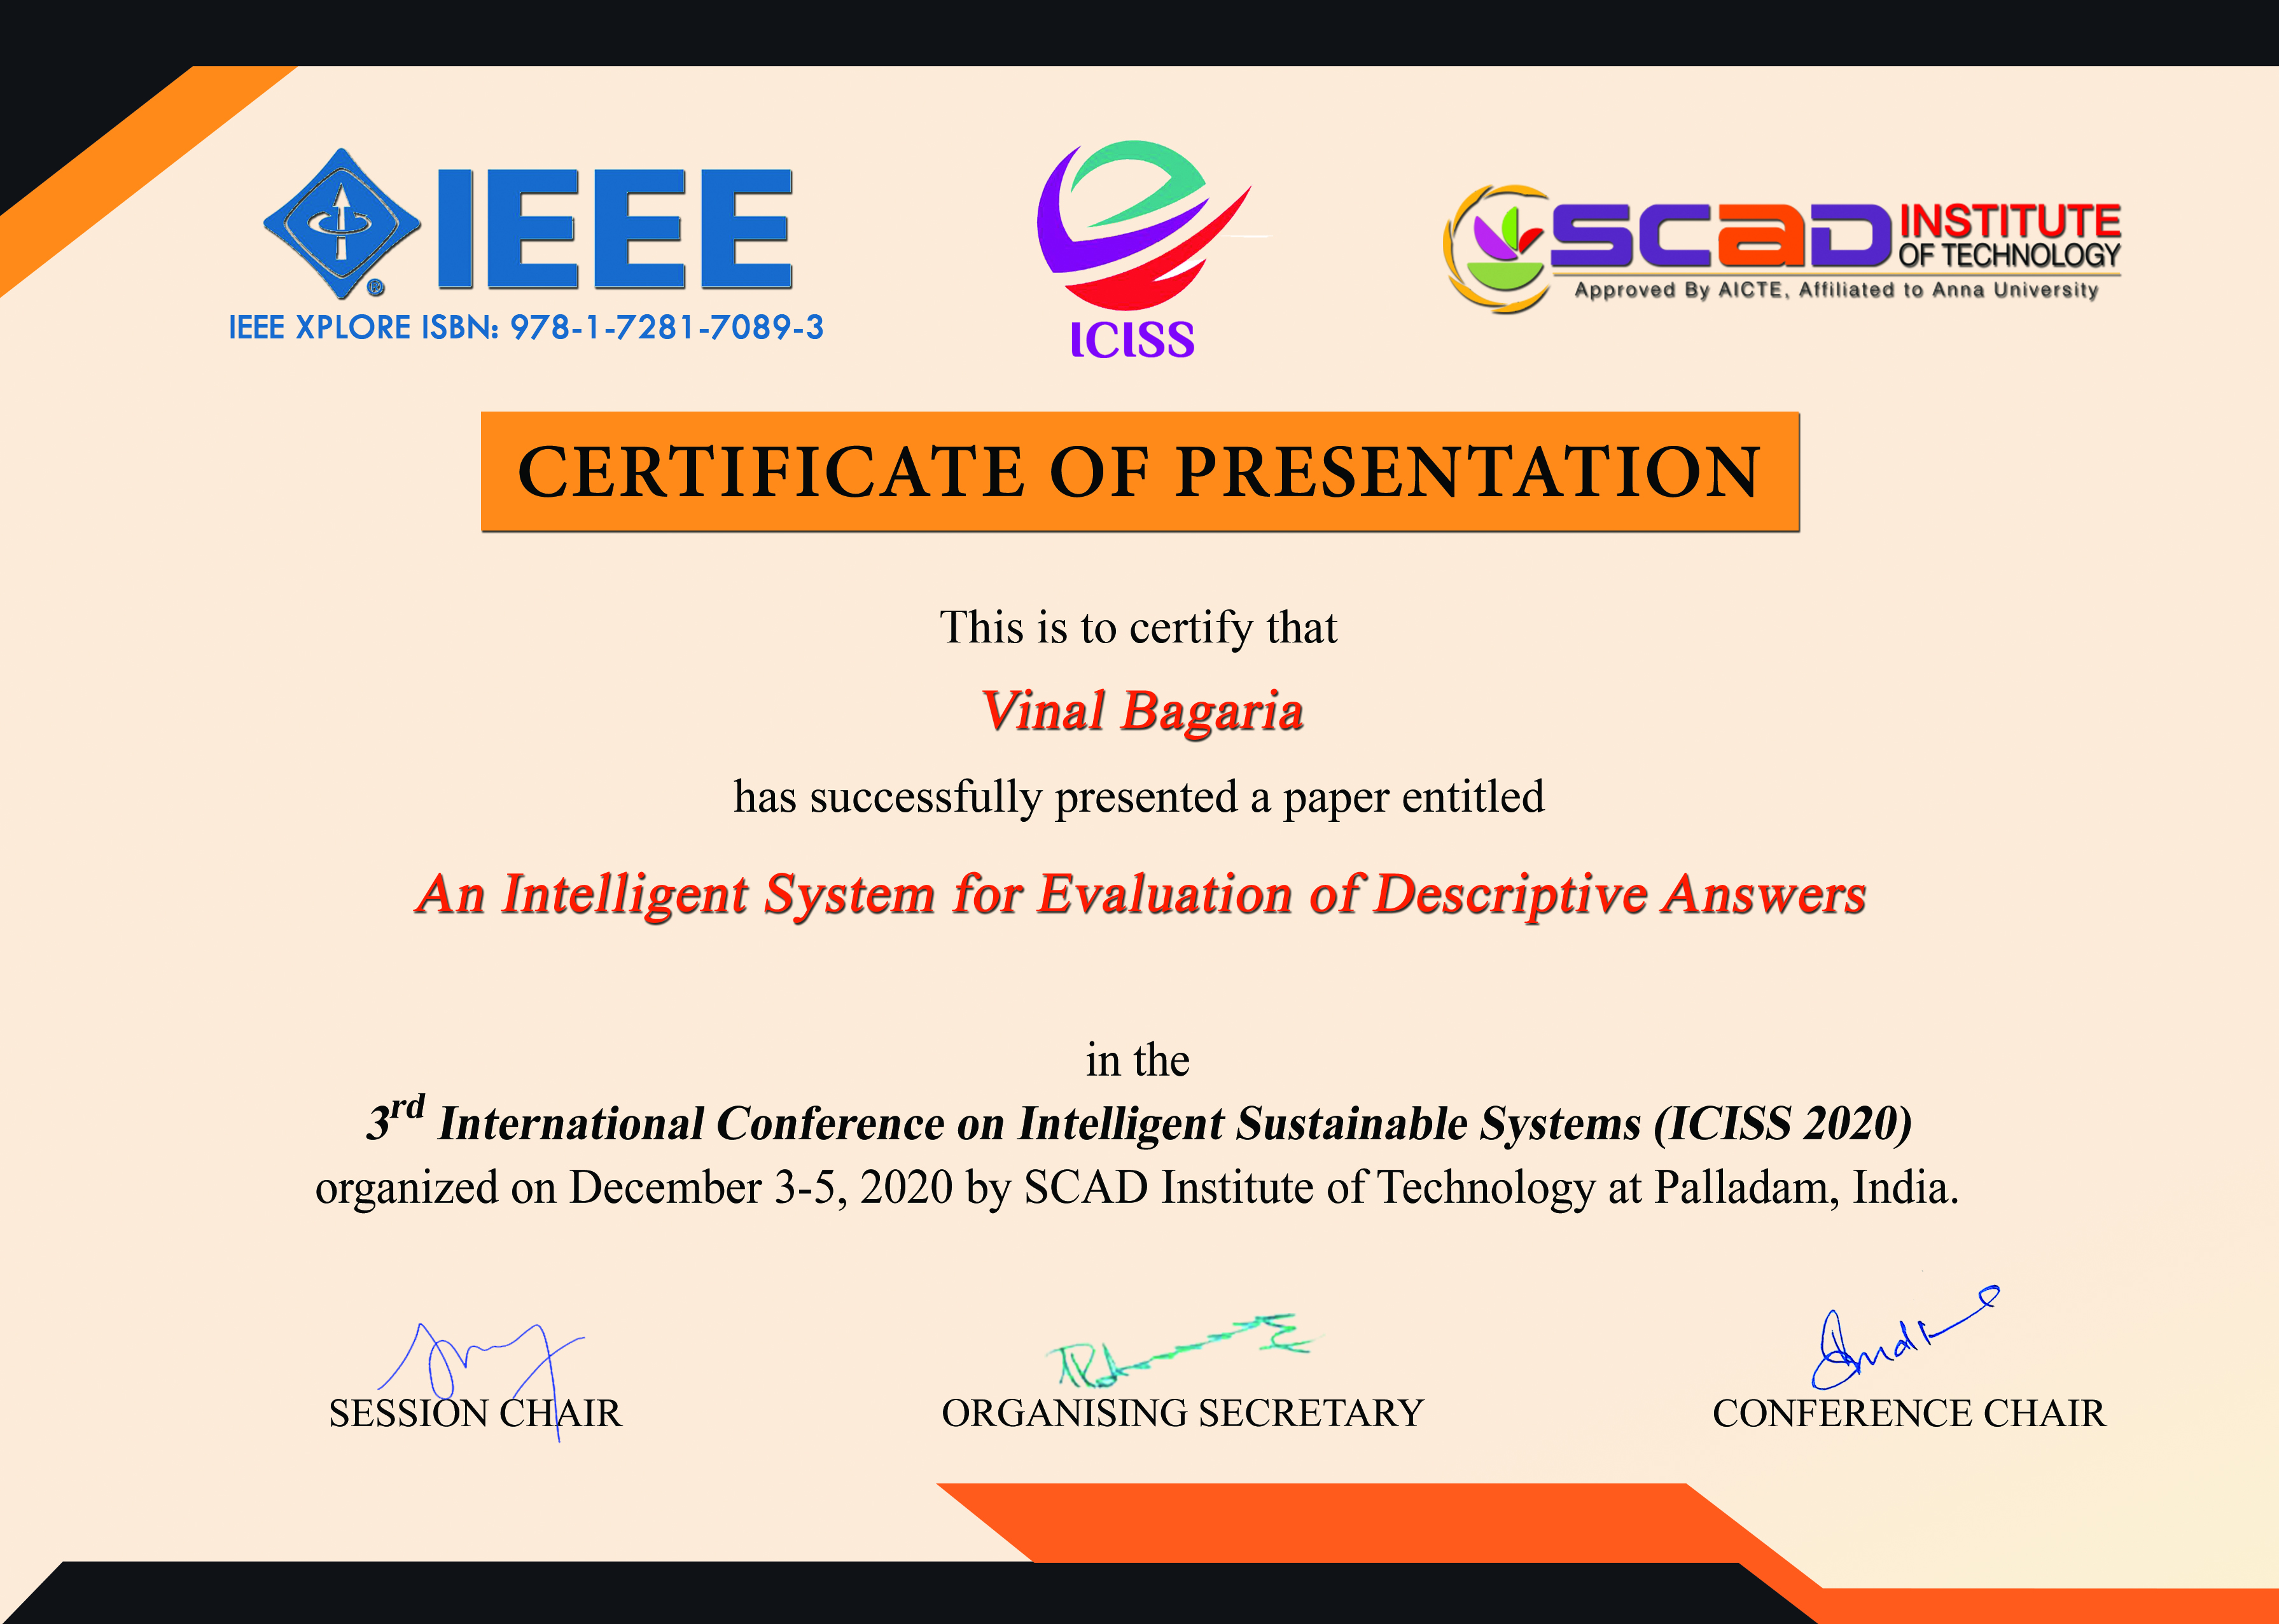 IEEE
IEEE XPLORE ISBN: 978-1-7281-7089-3
ICISS
SCAD INSTITUTE
OF TECHNOLOGY
Approved By AICTE, Affiliated to Anna University
CERTIFICATE OF PRESENTATION
This is to certify that
Vinal Bagaria
has successfully presented a paper entitled
An Intelligent System for Evaluation of Descriptive Answers
in the
3rd International Conference on Intelligent Sustainable Systems (ICISS 2020)
organized on December 3-5, 2020 by SCAD Institute of Technology at Palladam, India.
SESSION CHAIR
ORGANISING SECRETARY
CONFERENCE CHAIR